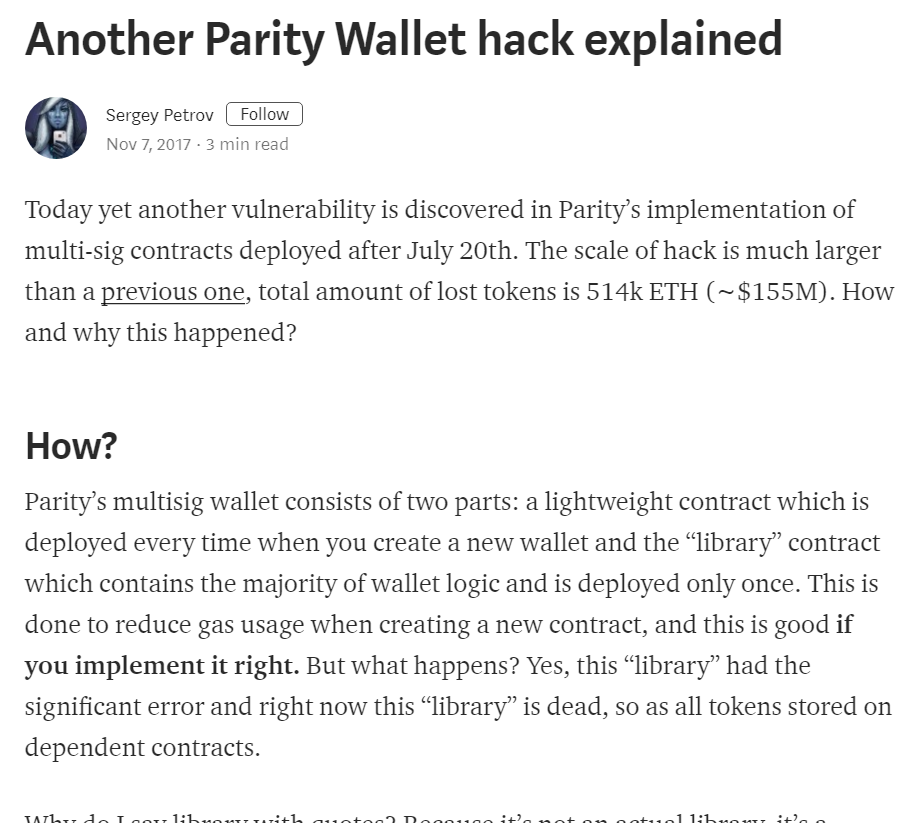 Another Parity Wallet hack explained
Sergey Petrov Follow
Nov 7, 2017 · 3 min read
Today yet another vulnerability is discovered in Parity’s implementation of
multi-sig contracts deployed after July 20th. The scale of hack is much larger
than a previous one, total amount of lost tokens is 514k ETH (~$155M). How
and why this happened?
How?
Parity’s multisig wallet consists of two parts: a lightweight contract which is
deployed every time when you create a new wallet and the “library” contract
which contains the majority of wallet logic and is deployed only once. This is
done to reduce gas usage when creating a new contract, and this is good if
you implement it right. But what happens? Yes, this “library” had the
significant error and right now this “library” is dead, so as all tokens stored on
dependent contracts.
Why do I say library with quotes? Because it’s not an actual library, it’s a